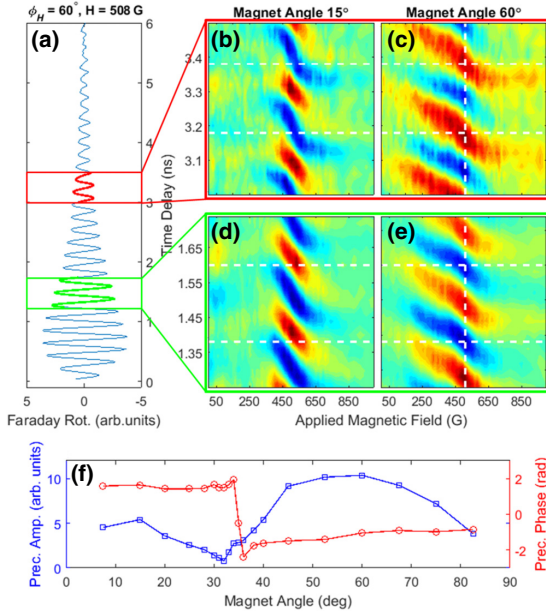 ϕH = 60°, H = 508 G
Magnet Angle 15°
Magnet Angle 60°
(a)
(b)
(c)
(d)
(e)
6
5
4
3
2
1
0
Time Delay (ns)
3.4
3.3
3.2
3.1
1.65
1.55
1.45
1.35
5 0 -5
Faraday Rot. (arb.units)
50 250 450 650 50 250 450 650 850
Applied Magnetic Field (G)
(f)
Prec. Amp. (arb. units)
10
5
0
Prec. Phase (rad)
2
1
0
-1
-2
0 10 20 30 40 50 60 70 80 90
Magnet Angle (deg)